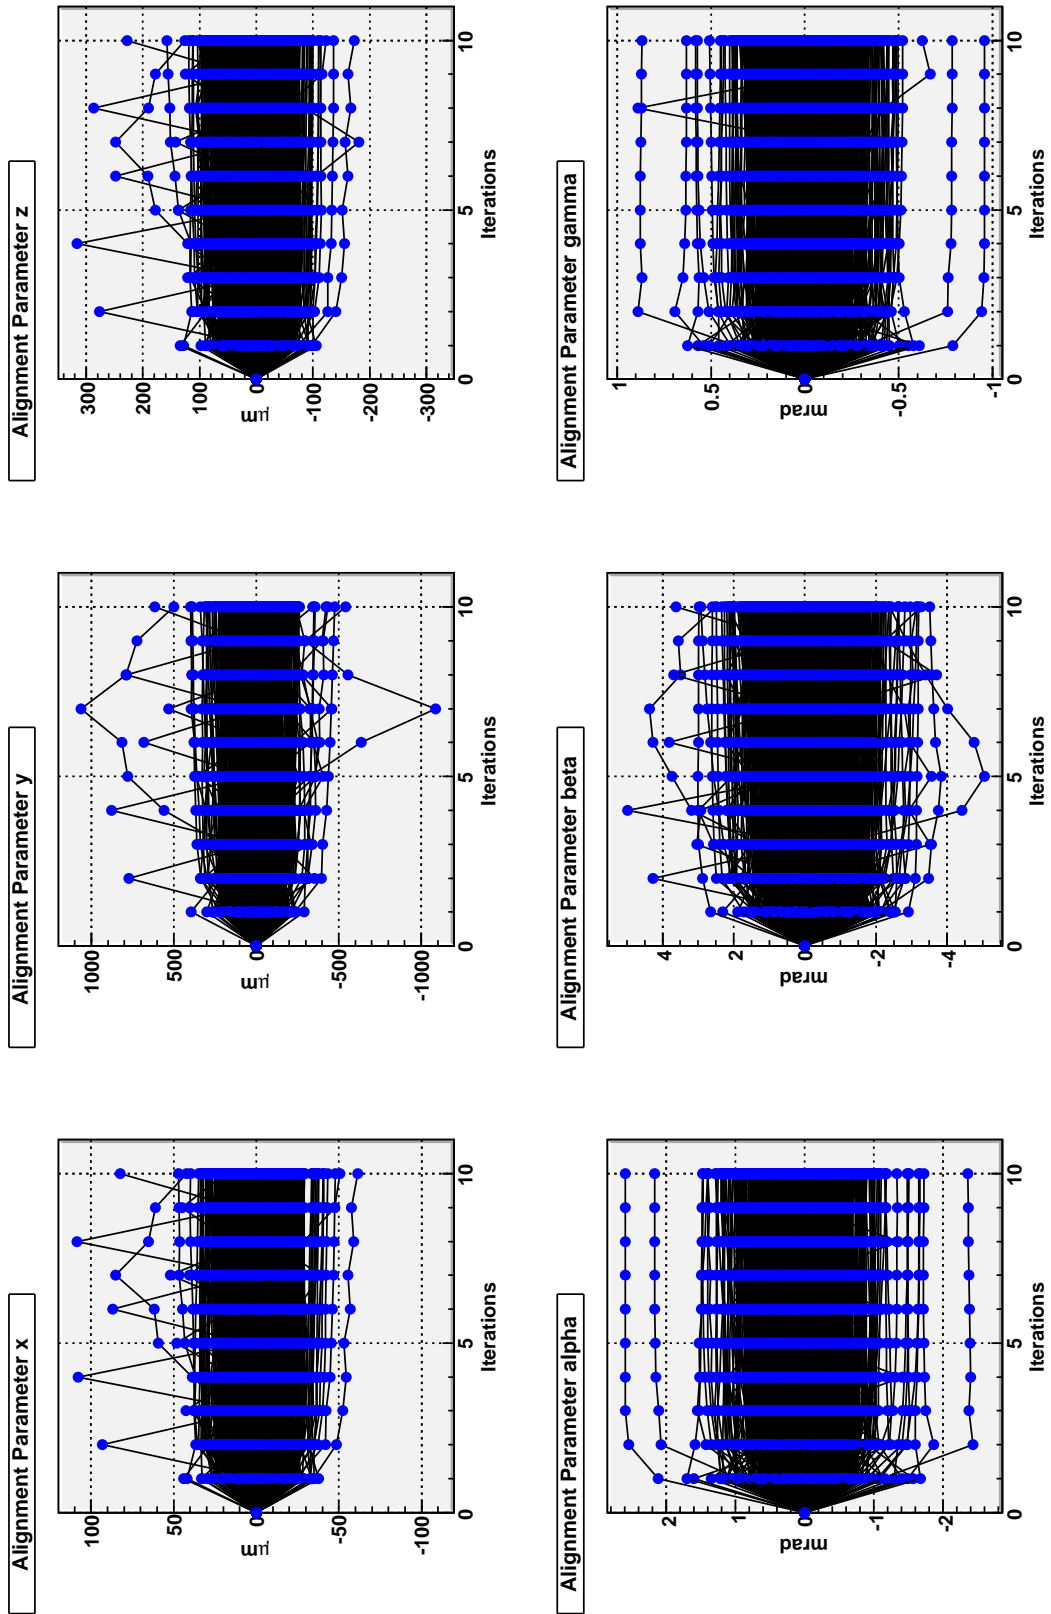 Alignment Parameter x
100
50
0
-50
-100
μm
0
5
10
Iterations
Alignment Parameter y
1000
500
0
-500
-1000
μm
0
5
10
Iterations
Alignment Parameter z
300
200
100
0
-100
-200
-300
μm
0
5
10
Iterations
Alignment Parameter alpha
2
1
0
-1
-2
mrad
0
5
10
Iterations
Alignment Parameter beta
4
2
0
-2
-4
mrad
0
5
10
Iterations
Alignment Parameter gamma
1
0.5
0
-0.5
-1
mrad
0
5
10
Iterations